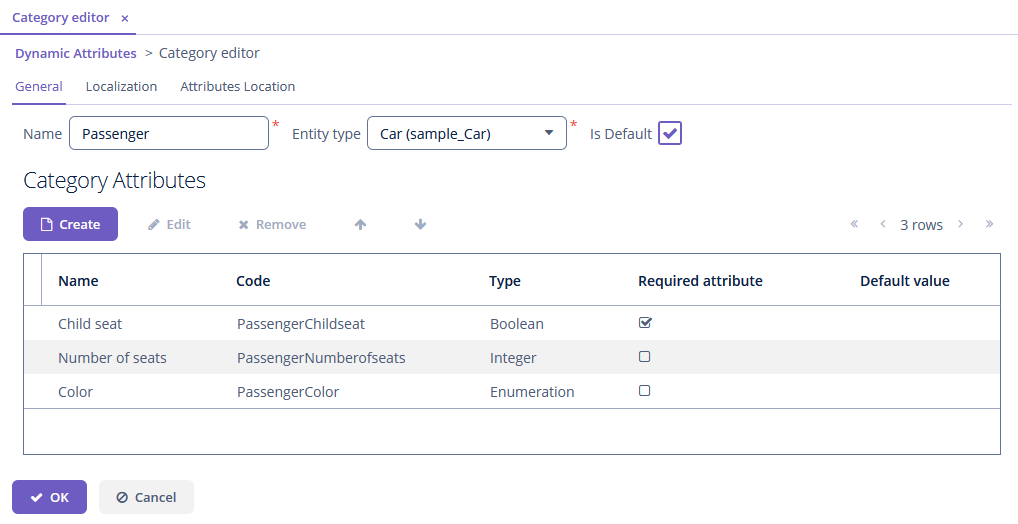 Category editor ×
Dynamic Attributes > Category editor
General Localization Attributes Location
Name Passenger * Entity type Car (sample_Car) * Is Default
Category Attributes
Create Edit Remove 3 rows
Name Code Type Required attribute Default value
Child seat PassengerChildseat Boolean
Number of seats PassengerNumberofseats Integer
Color PassengerColor Enumeration
OK Cancel